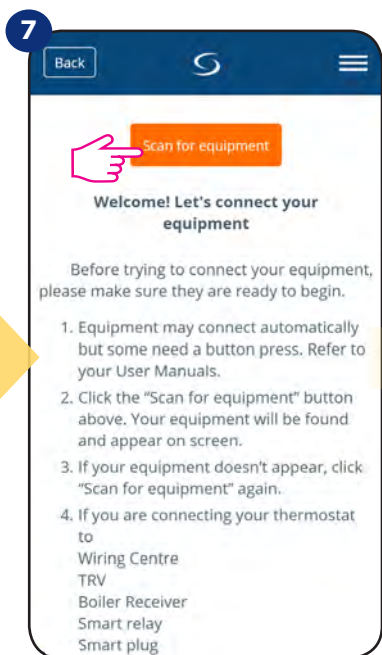 7
Back
Scan for equipment
Welcome! Let's connect your
equipment
Before trying to connect your equipment,
please make sure they are ready to begin.
1. Equipment may connect automatically
but some need a button press. Refer to
your User Manuals.
2. Click the “Scan for equipment” button
above. Your equipment will be found
and appear on screen.
3. If your equipment doesn't appear, click
“Scan for equipment” again.
4. If you are connecting your thermostat
to
Wiring Centre
TRV
Boiler Receiver
Smart relay
Smart plug